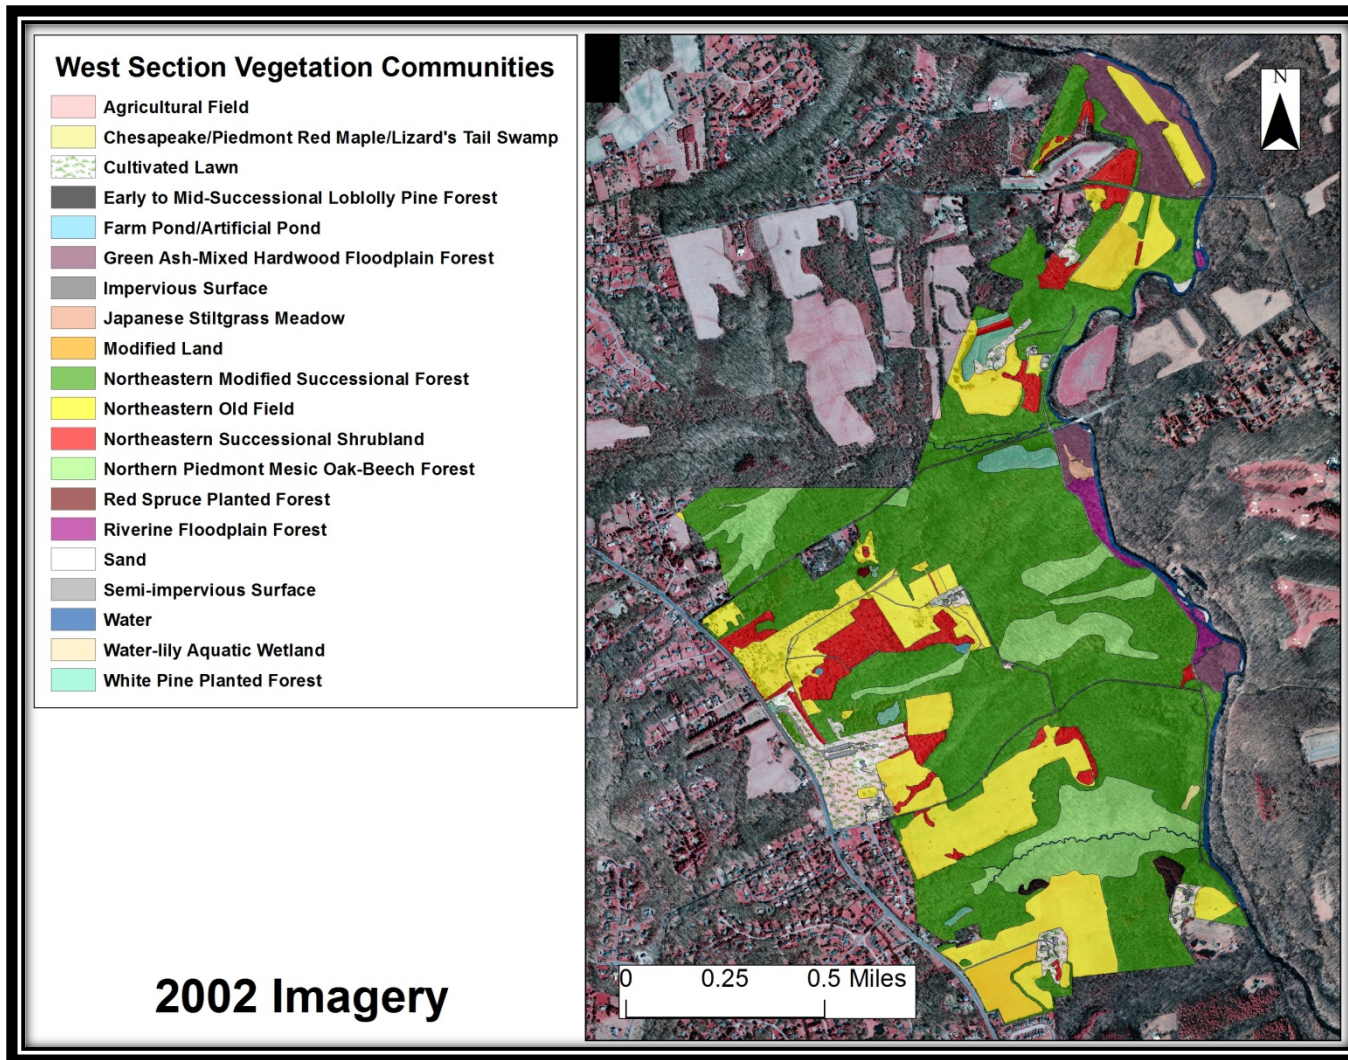 West Section Vegetation Communities
Agricultural Field
Chesapeake/Piedmont Red Maple/Lizard's Tail Swamp
Cultivated Lawn
Early to Mid-Successional Loblolly Pine Forest
Farm Pond/Artificial Pond
Green Ash-Mixed Hardwood Floodplain Forest
Impervious Surface
Japanese Stiltgrass Meadow
Modified Land
Northeastern Modified Successional Forest
Northeastern Old Field
Northeastern Successional Shrubland
Northern Piedmont Mesic Oak-Beech Forest
Red Spruce Planted Forest
Riverine Floodplain Forest
Sand
Semi-impervious Surface
Water
Water-lily Aquatic Wetland
White Pine Planted Forest
2002 Imagery
N
0 0.25 0.5 Miles